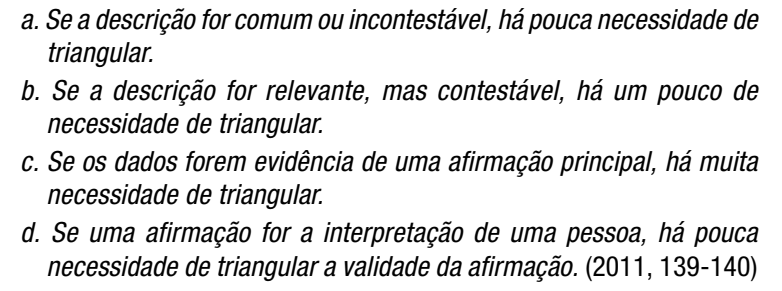 a. Se a descrição for comum ou incontestável, há pouca necessidade de
triangular.
b. Se a descrição for relevante, mas contestável, há um pouco de
necessidade de triangular.
c. Se os dados forem evidência de uma afirmação principal, há muita
necessidade de triangular.
d. Se uma afirmação for a interpretação de uma pessoa, há pouca
necessidade de triangular a validade da afirmação. (2011, 139-140)